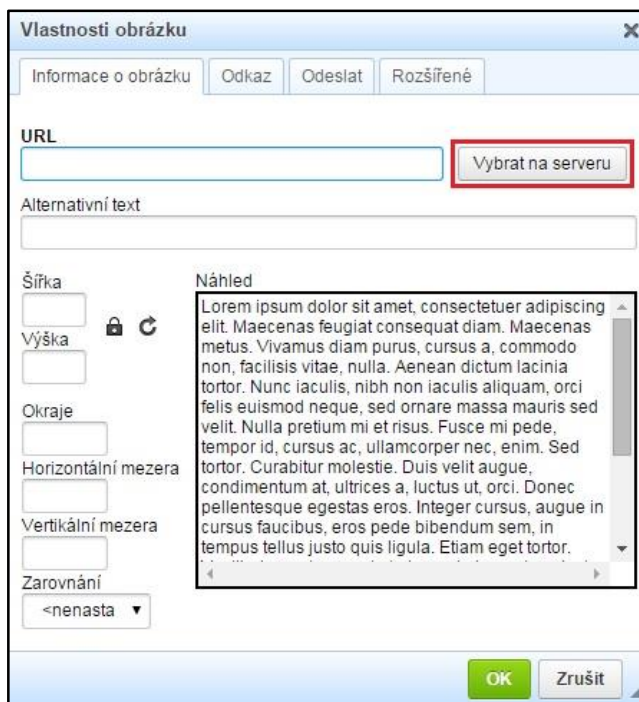 Vlastnosti obrázku
Informace o obrázku
Odkaz
Odeslat
Rozšířené
URL
Vybrat na serveru
Alternativní text
Šířka
Výška
Okraje
Horizontální mezera
Vertikální mezera
Zarovnání
<nenasta
Náhled
Lorem ipsum dolor sit amet, consectetuer adipiscing
elit. Maecenas feugiat consequat diam. Maecenas
metus. Vivamus diam purus, cursus a, commodo
non, facilisis vitae, nulla. Aenean dictum lacinia
tortor. Nunc iaculis, nibh non iaculis aliquam, orci
felis euismod neque, sed ornare massa mauris sed
velit. Nulla pretium mi et risus. Fusce mi pede,
tempor id, cursus ac, ullamcorper nec, enim. Sed
tortor. Curabitur molestie. Duis velit augue,
condimentum at, ultrices a, luctus ut, orci. Donec
pellentesque egestas eros. Integer cursus, augue in
cursus faucibus, eros pede bibendum sem, in
tempus tellus justo quis ligula. Etiam eget tortor.
OK
Zrušit